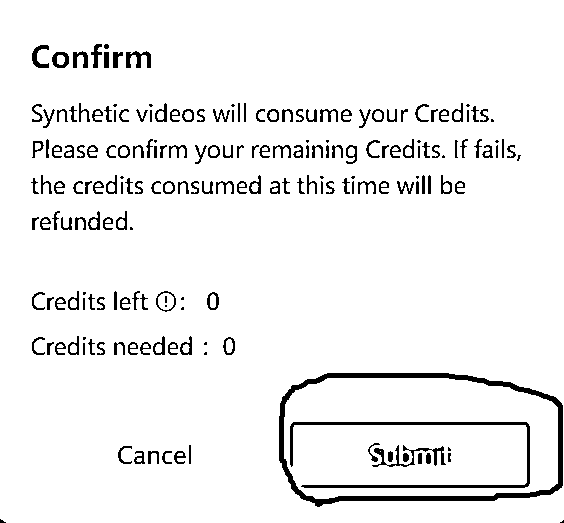 Confirm
Synthetic videos will consume your Credits.
Please confirm your remaining Credits. If fails,
the credits consumed at this time will be
refunded.
Credits left ⓘ: 0
Credits needed : 0
Cancel Submit